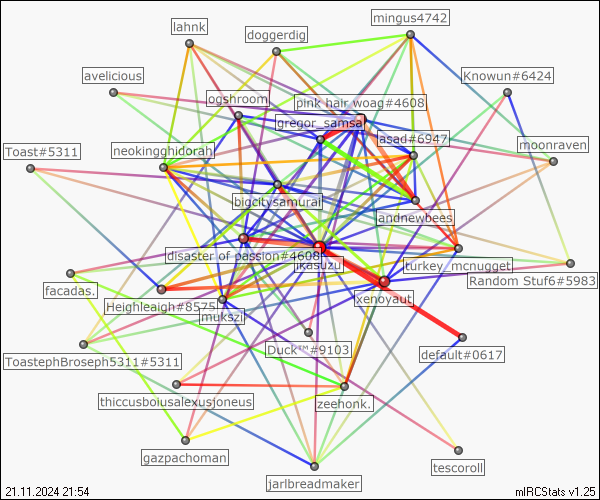 mingus4742
lahnk
doggerdig
avelicious
Knowun#6424
ogshroom
pink hair woag#4608
gregor_samsa
asad#6947
moonraven
Toast#5311
neokingghidorah
bigcitysamurai
andnewbees
disaster of passion#4608
ikasuzu
turkey_mcnugget
Random Stuf6#5983
facadas.
Heighleaigh#8575
xenoyaut
mukszi
Duck™#9103
default#0617
ToastephBroseph5311#5311
thiccusboiusalexusjoneus
zeehonk.
gazpachoman
tescoroll
jarlbreadmaker
21.11.2024 21:54
mIRCStats v1.25